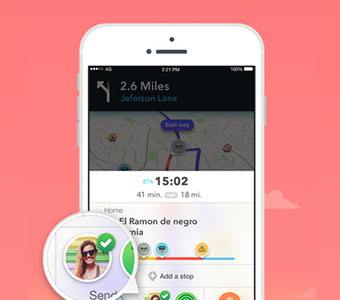 4G 2:21 PM 100%
2.6 Miles
Jeferson Lane
East way
ETA 15:02
41 min. 18 mi.
Home
El Ramon de negro
rnia
Add a stop
Send